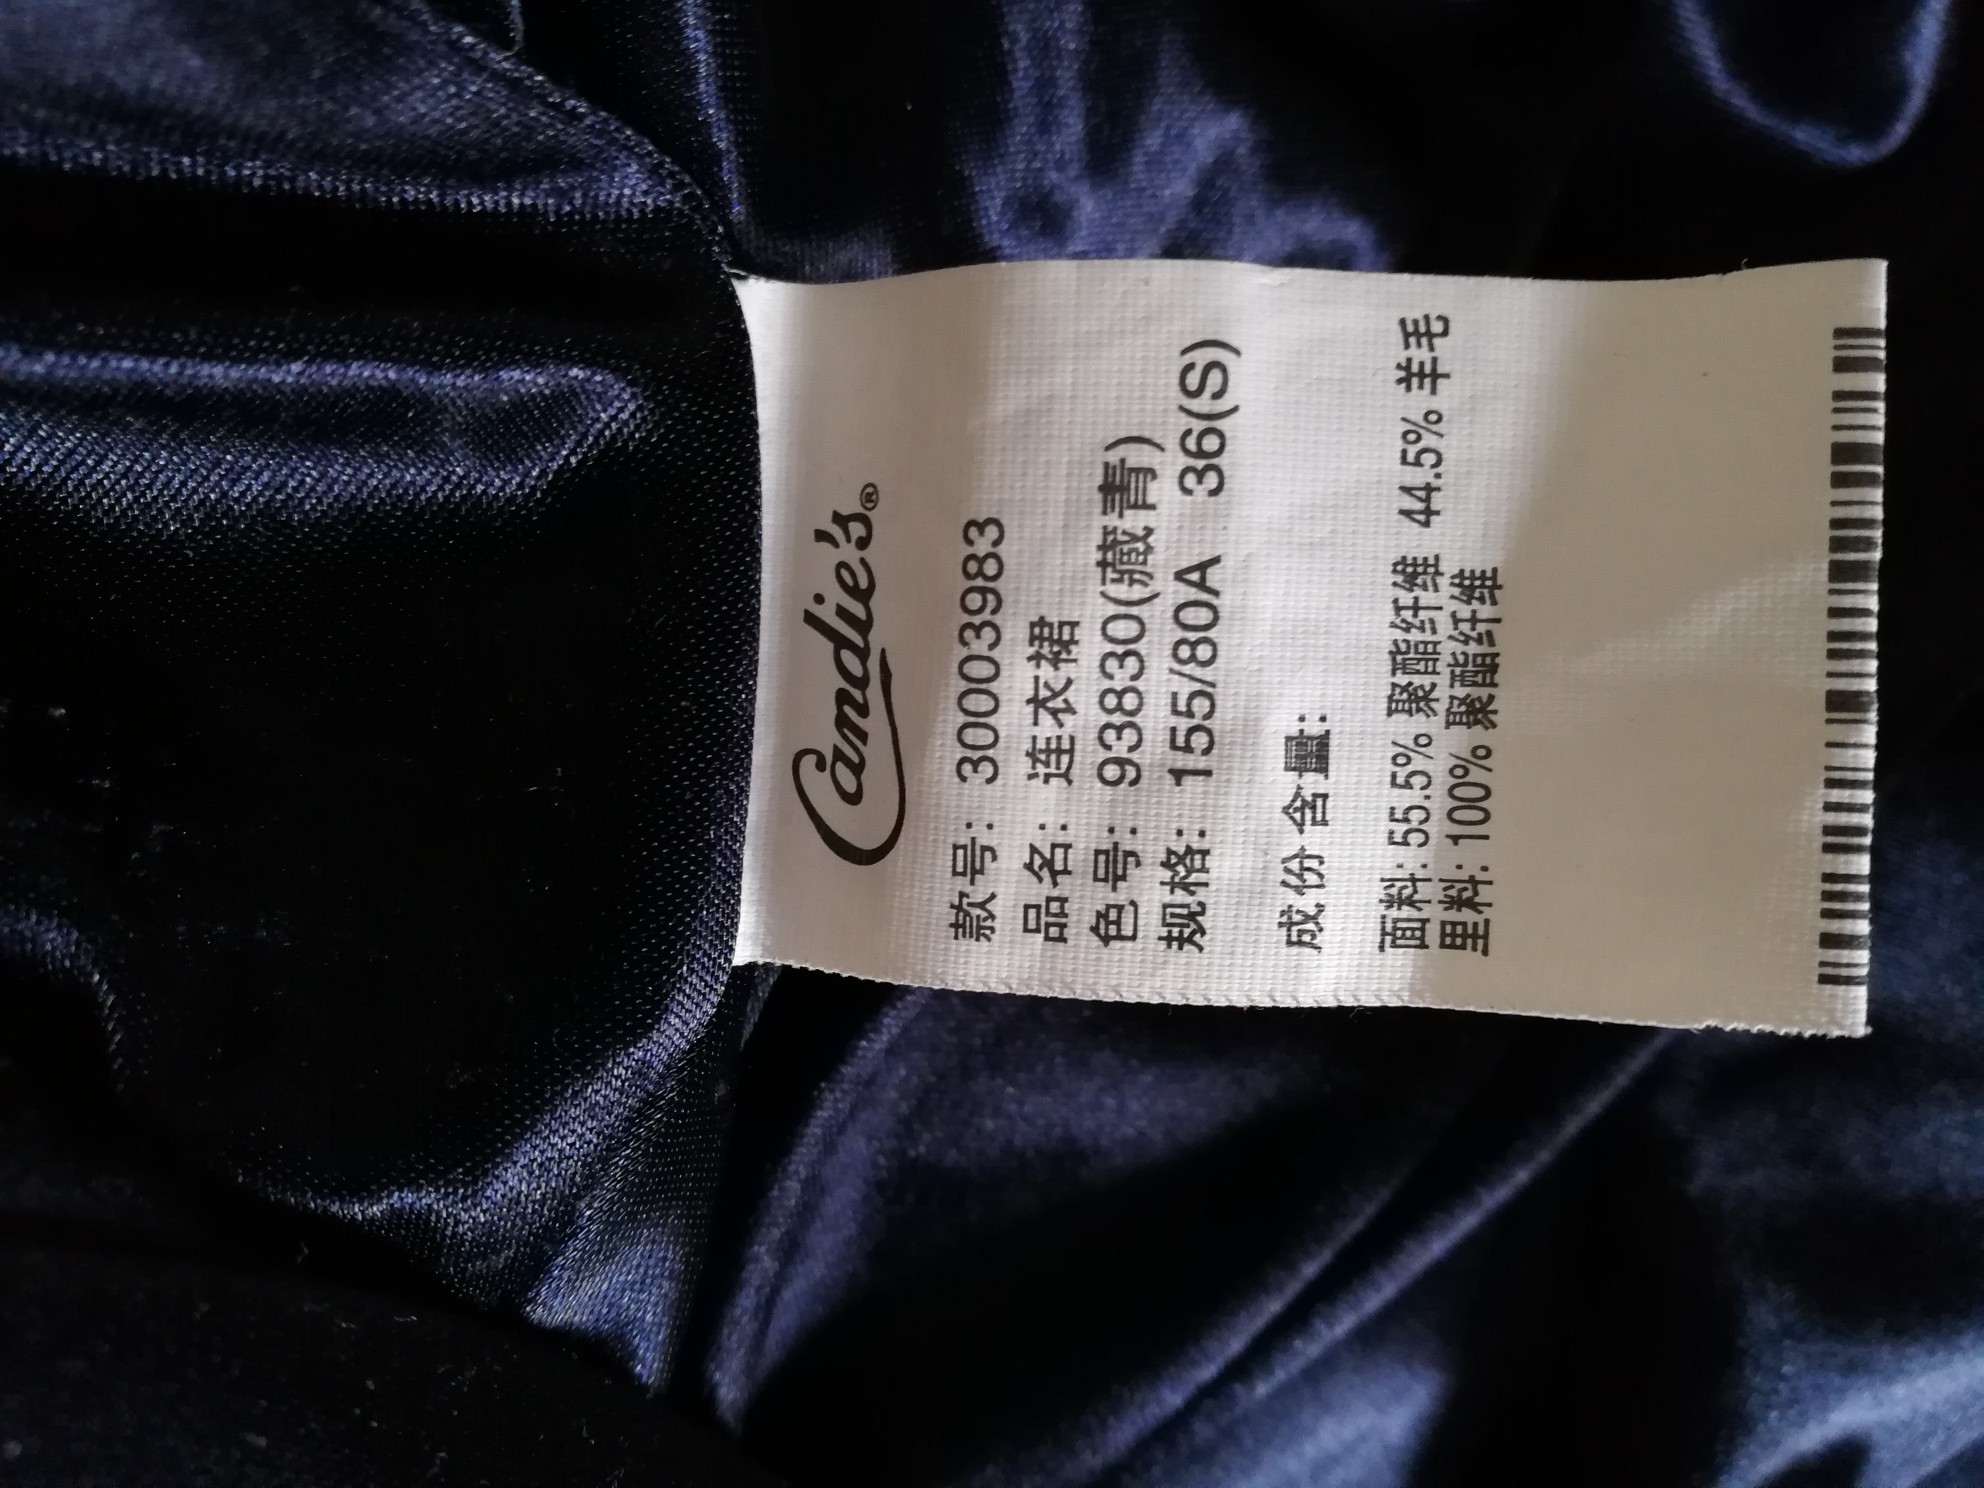 Candie's®
款号: 30003983
品名: 连衣裙
色号: 93830(藏青)
规格: 155/80A 36(S)
成份含量:
面料: 55.5% 聚酯纤维 44.5% 羊毛
里料: 100% 聚酯纤维